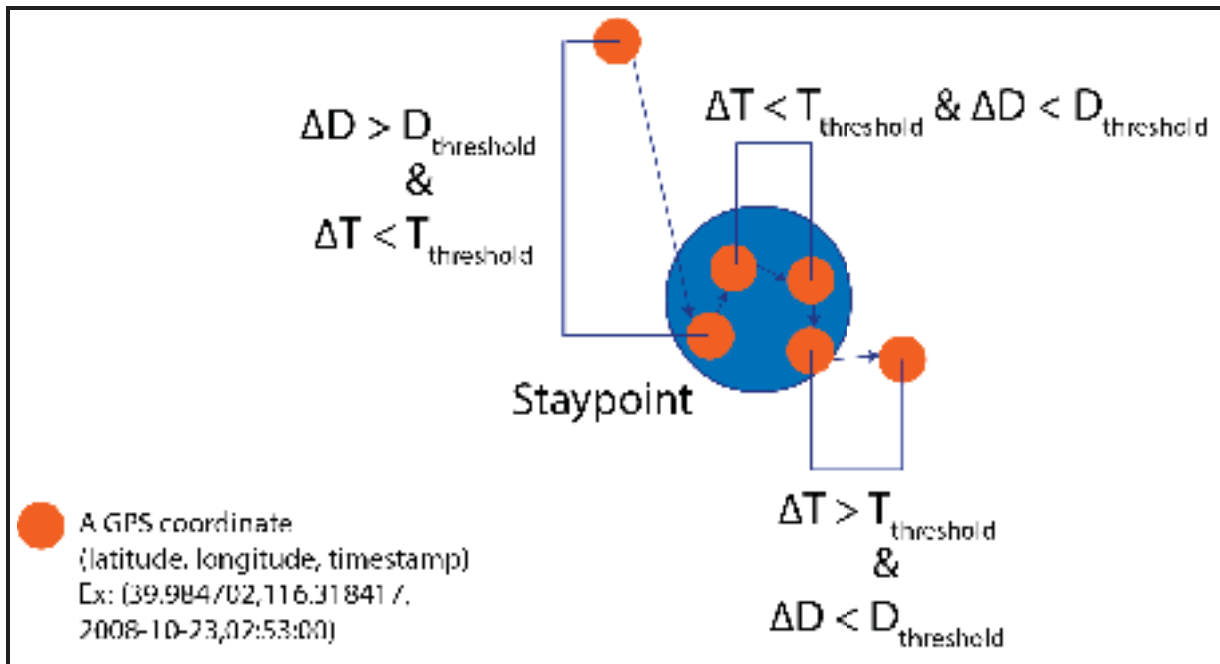 ΔD > D threshold
&
ΔT < T threshold
ΔT < T threshold & ΔD < D threshold
Staypoint
ΔT > T threshold
&
ΔD < D threshold
A GPS coordinate
(latitude, longitude, timestamp)
Ex: (39.984702,116.318417,
2008-10-23,02:53:00)